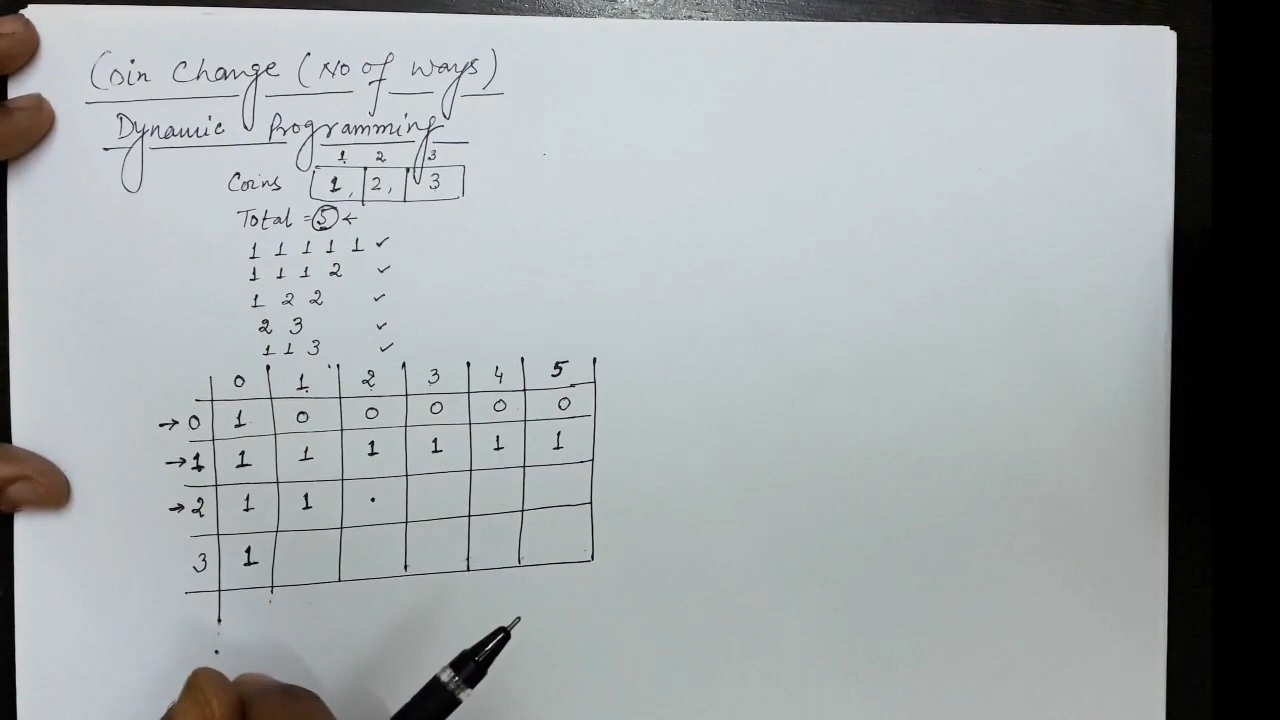 Coin Change (No of Ways)
Dynamic Programming
1 2 3
Coins 1, 2, 3
Total = 5 ←
1 1 1 1 1 ✓
1 1 1 2 ✓
1 2 2 ✓
2 3 ✓
1 1 3 ✓
0 1 2 3 4 5
→ 0 1 0 0 0 0 0
→ 1 1 1 1 1 1 1
→ 2 1 1 .
3 1